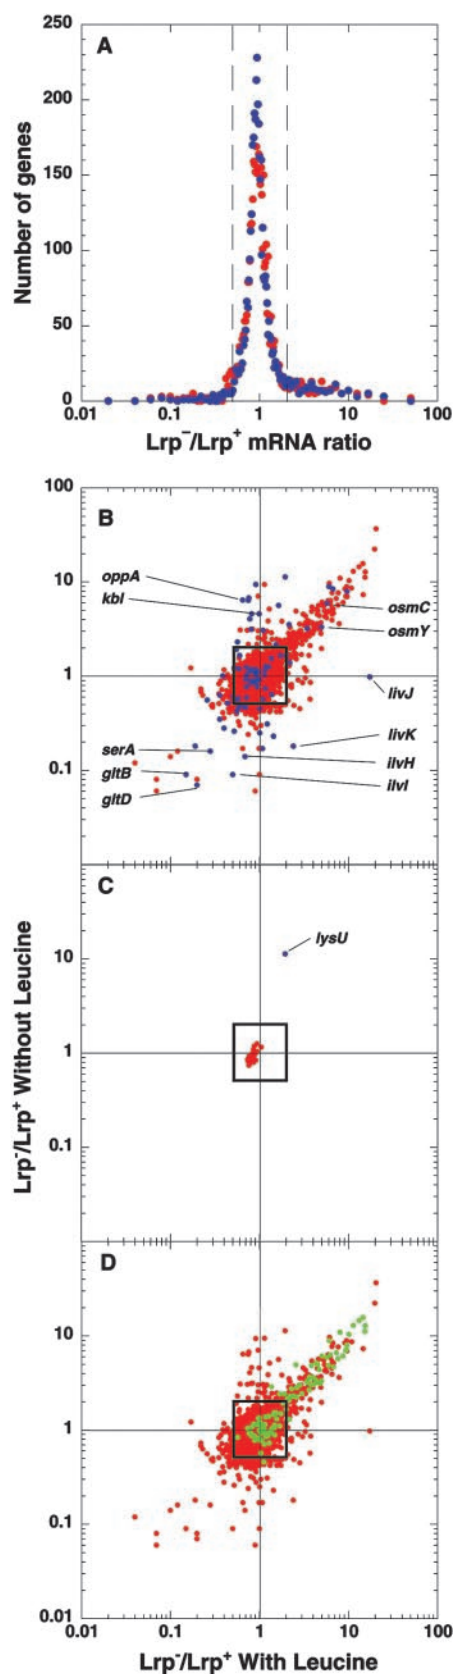 A
250
200
150
100
50
0
Number of genes
0.01 0.1 1 10 100
Lrp⁻/Lrp⁺ mRNA ratio
B
100
10
1
0.1
oppA
kbl
osmC
osmY
livJ
livK
serA
livH
gltB
ilvI
gltD
C
10
1
0.1
lysU
Lrp⁻/Lrp⁺ Without Leucine
D
10
1
0.1
0.01
0.01 0.1 1 10 100
Lrp⁻/Lrp⁺ With Leucine